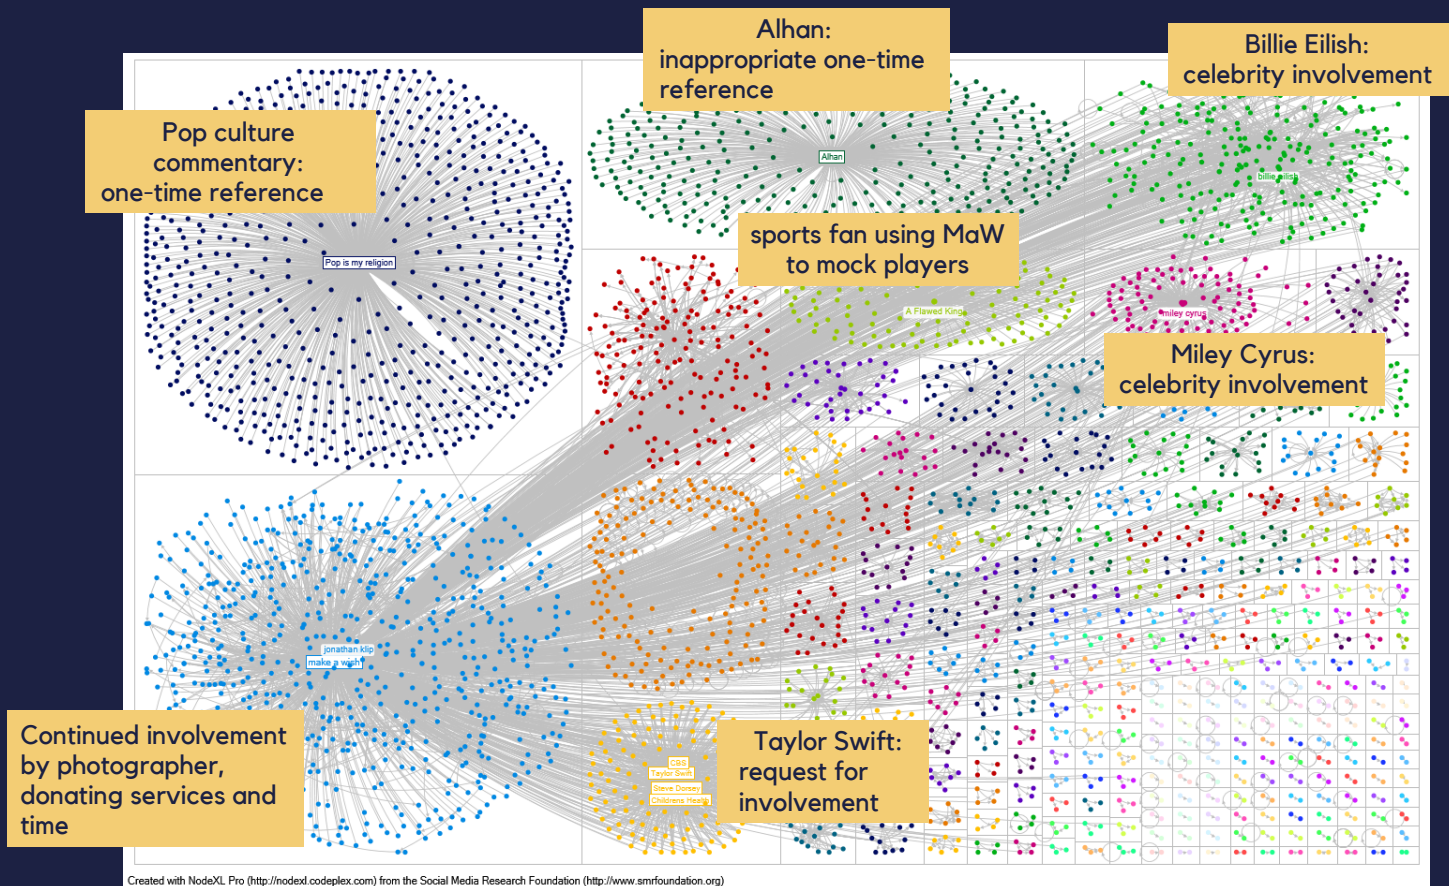 Alhan:
inappropriate one-time
reference
Billie Eilish:
celebrity involvement
Pop culture
commentary:
one-time reference
Alhan
billie eilish
sports fan using MaW
to mock players
Pop is my religion
A Flawed King
miley cyrus
Miley Cyrus:
celebrity involvement
jonathan klip
make a wish
Continued involvement
by photographer,
donating services and
time
CBS
Taylor Swift
Steve Dorsey
Childrens Health
Taylor Swift:
request for
involvement
Created with NodeXL Pro (http://nodexl.codeplex.com) from the Social Media Research Foundation (http://www.smrfoundation.org)